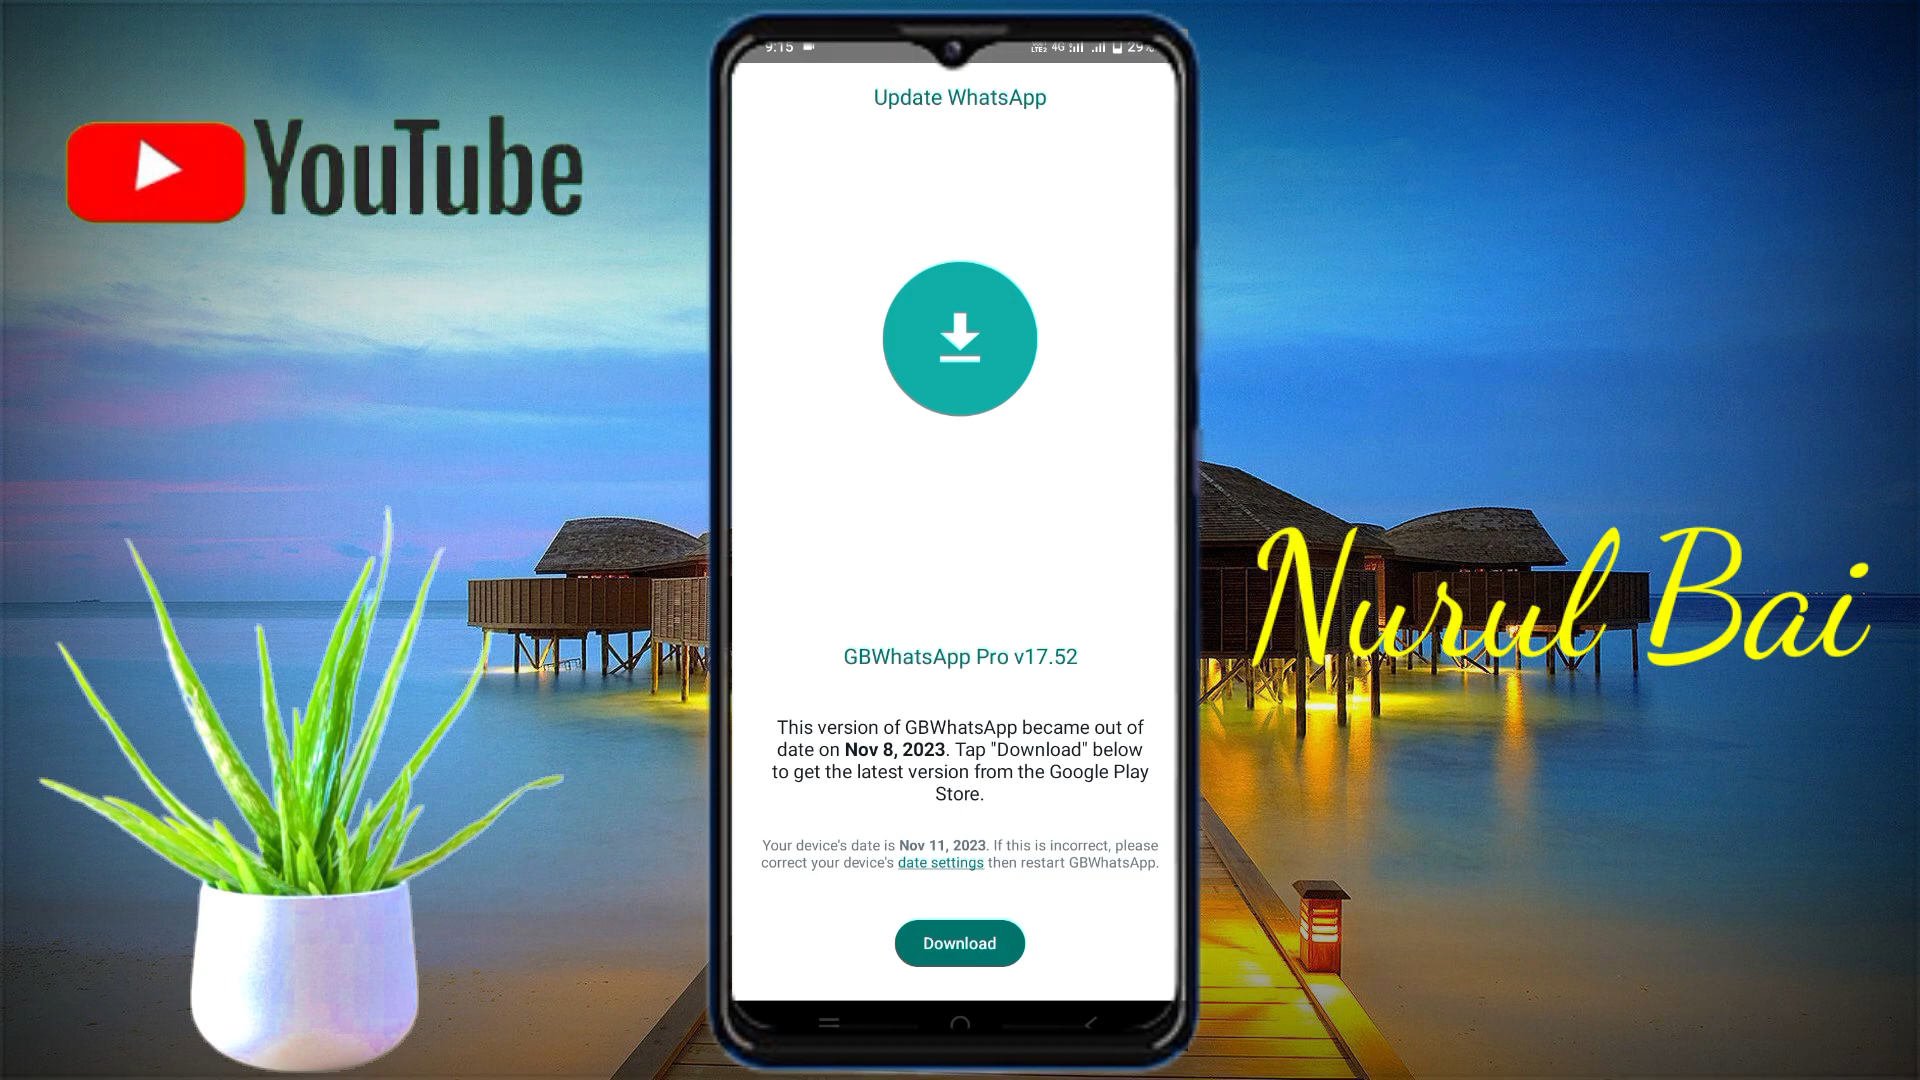 YouTube
9:15
4G
29%
Update WhatsApp
GBWhatsApp Pro v17.52
This version of GBWhatsApp became out of
date on Nov 8, 2023. Tap "Download" below
to get the latest version from the Google Play
Store.
Your device's date is Nov 11, 2023. If this is incorrect, please
correct your device's date settings then restart GBWhatsApp.
Download
Nurul Bai